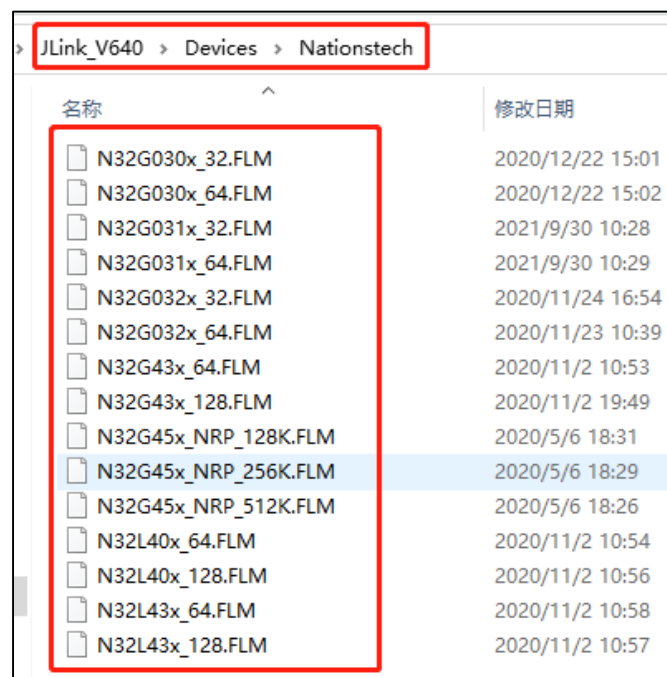 JLink_V640 > Devices > Nationstech
名称 修改日期
N32G030x_32.FLM 2020/12/22 15:01
N32G030x_64.FLM 2020/12/22 15:02
N32G031x_32.FLM 2021/9/30 10:28
N32G031x_64.FLM 2021/9/30 10:29
N32G032x_32.FLM 2020/11/24 16:54
N32G032x_64.FLM 2020/11/23 10:39
N32G43x_64.FLM 2020/11/2 10:53
N32G43x_128.FLM 2020/11/2 19:49
N32G45x_NRP_128K.FLM 2020/5/6 18:31
N32G45x_NRP_256K.FLM 2020/5/6 18:29
N32G45x_NRP_512K.FLM 2020/5/6 18:26
N32L40x_64.FLM 2020/11/2 10:54
N32L40x_128.FLM 2020/11/2 10:56
N32L43x_64.FLM 2020/11/2 10:58
N32L43x_128.FLM 2020/11/2 10:57